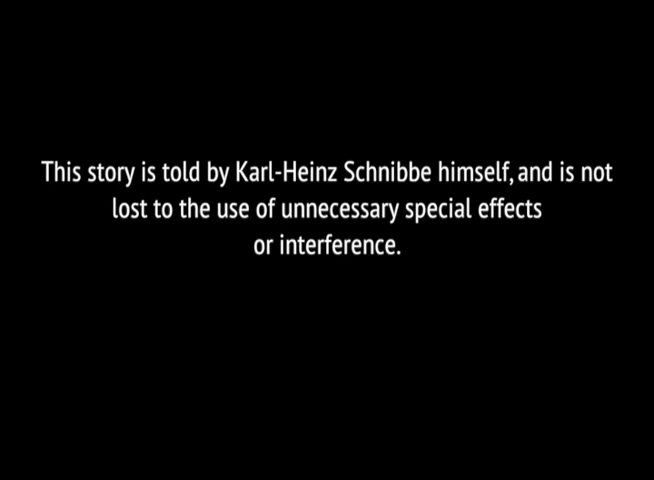 This story is told by Karl-Heinz Schnibbe himself, and is not
lost to the use of unnecessary special effects
or interference.